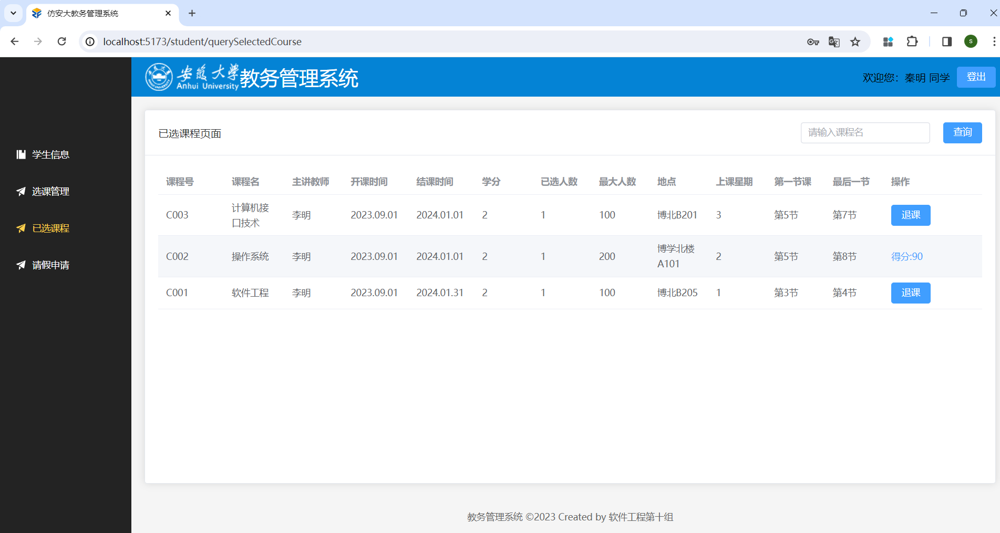 仿安大教务管理系统
localhost:5173/student/querySelectedCourse
S
安徽大学
Anhui University
教务管理系统
欢迎您：秦明 同学
登出
学生信息
选课管理
已选课程
请假申请
已选课程页面
请输入课程名
查询
课程号 课程名 主讲教师 开课时间 结课时间 学分 已选人数 最大人数 地点 上课星期 第一节课 最后一节 操作
C003 计算机接口技术 李明 2023.09.01 2024.01.01 2 1 100 博北B201 3 第5节 第7节 退课
C002 操作系统 李明 2023.09.01 2024.01.01 2 1 200 博学北楼A101 2 第5节 第8节 得分:90
C001 软件工程 李明 2023.09.01 2024.01.31 2 1 100 博北B205 1 第3节 第4节 退课
教务管理系统 ©2023 Created by 软件工程第十组